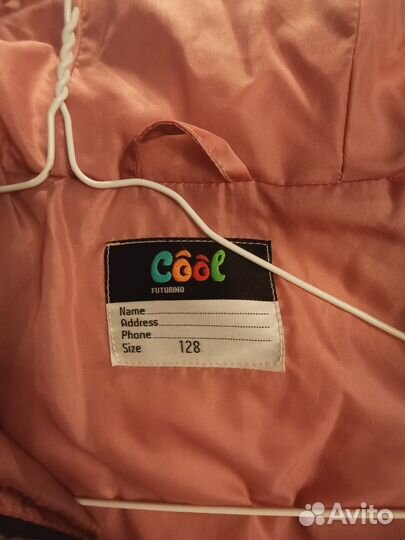 Côôl
FUTURINO
Name
Address
Phone
Size 128
Avito